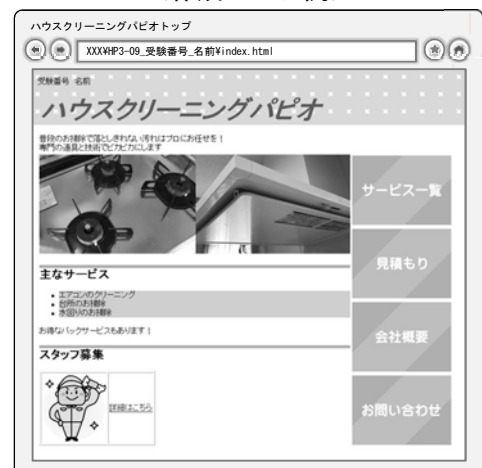 ハウスクリーニングパピオトップ
XXX¥HP3-09_受験番号_名前¥index.html
受験番号 名前
ハウスクリーニングパピオ
普段のお掃除で落としきれない汚れはプロにお任せを！
専門の道具と技術でピカピカにします
サービス一覧
見積もり
会社概要
お問い合わせ
主なサービス
エアコンのクリーニング
台所のお掃除
水回りのお掃除
お得なパックサービスもあります！
スタッフ募集
詳細はこちら